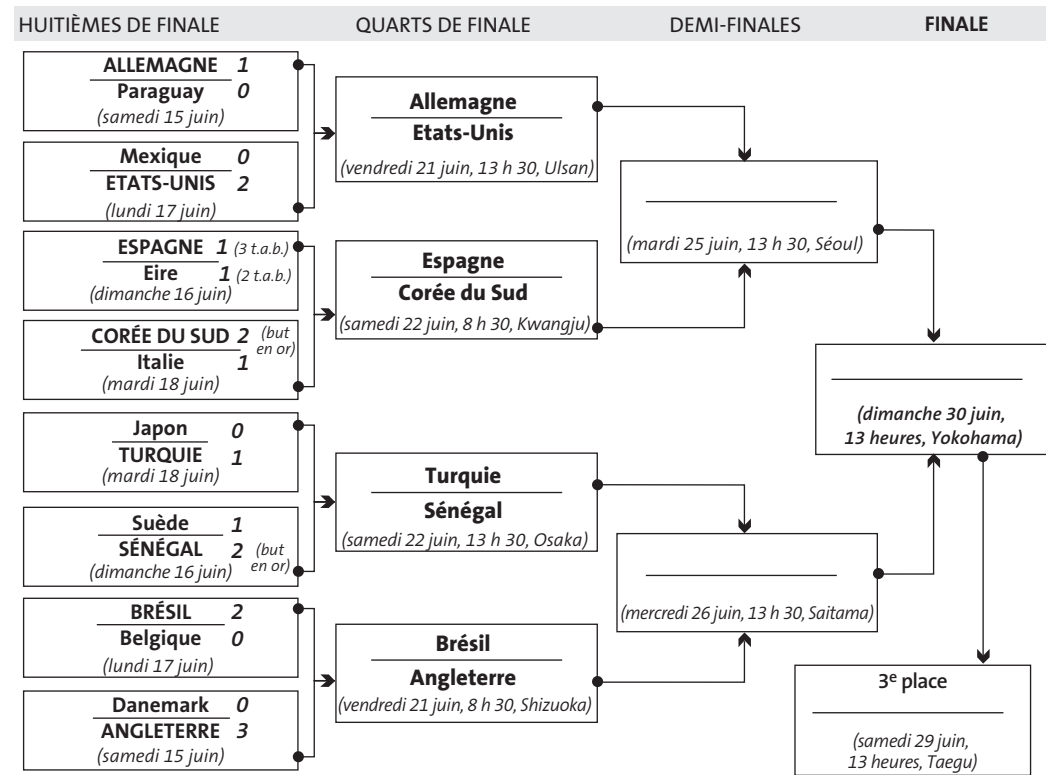 HUITIÈMES DE FINALE
QUARTS DE FINALE
DEMI-FINALES
FINALE
ALLEMAGNE 1
Paraguay 0
(samedi 15 juin)
Mexique 0
ETATS-UNIS 2
(lundi 17 juin)
ESPAGNE 1 (3 t.a.b.)
Eire 1 (2 t.a.b.)
(dimanche 16 juin)
CORÉE DU SUD 2 (but
en or)
Italie 1
(mardi 18 juin)
Japon 0
TURQUIE 1
(mardi 18 juin)
Suède 1
SÉNÉGAL 2 (but
en or)
(dimanche 16 juin)
BRÉSIL 2
Belgique 0
(lundi 17 juin)
Danemark 0
ANGLETERRE 3
(samedi 15 juin)
Allemagne
Etats-Unis
(vendredi 21 juin, 13 h 30, Ulsan)
Espagne
Corée du Sud
(samedi 22 juin, 8 h 30, Kwangju)
Turquie
Sénégal
(samedi 22 juin, 13 h 30, Osaka)
Brésil
Angleterre
(vendredi 21 juin, 8 h 30, Shizuoka)
(mardi 25 juin, 13 h 30, Séoul)
(mercredi 26 juin, 13 h 30, Saitama)
(dimanche 30 juin,
13 heures, Yokohama)
3e place
(samedi 29 juin,
13 heures, Taegu)